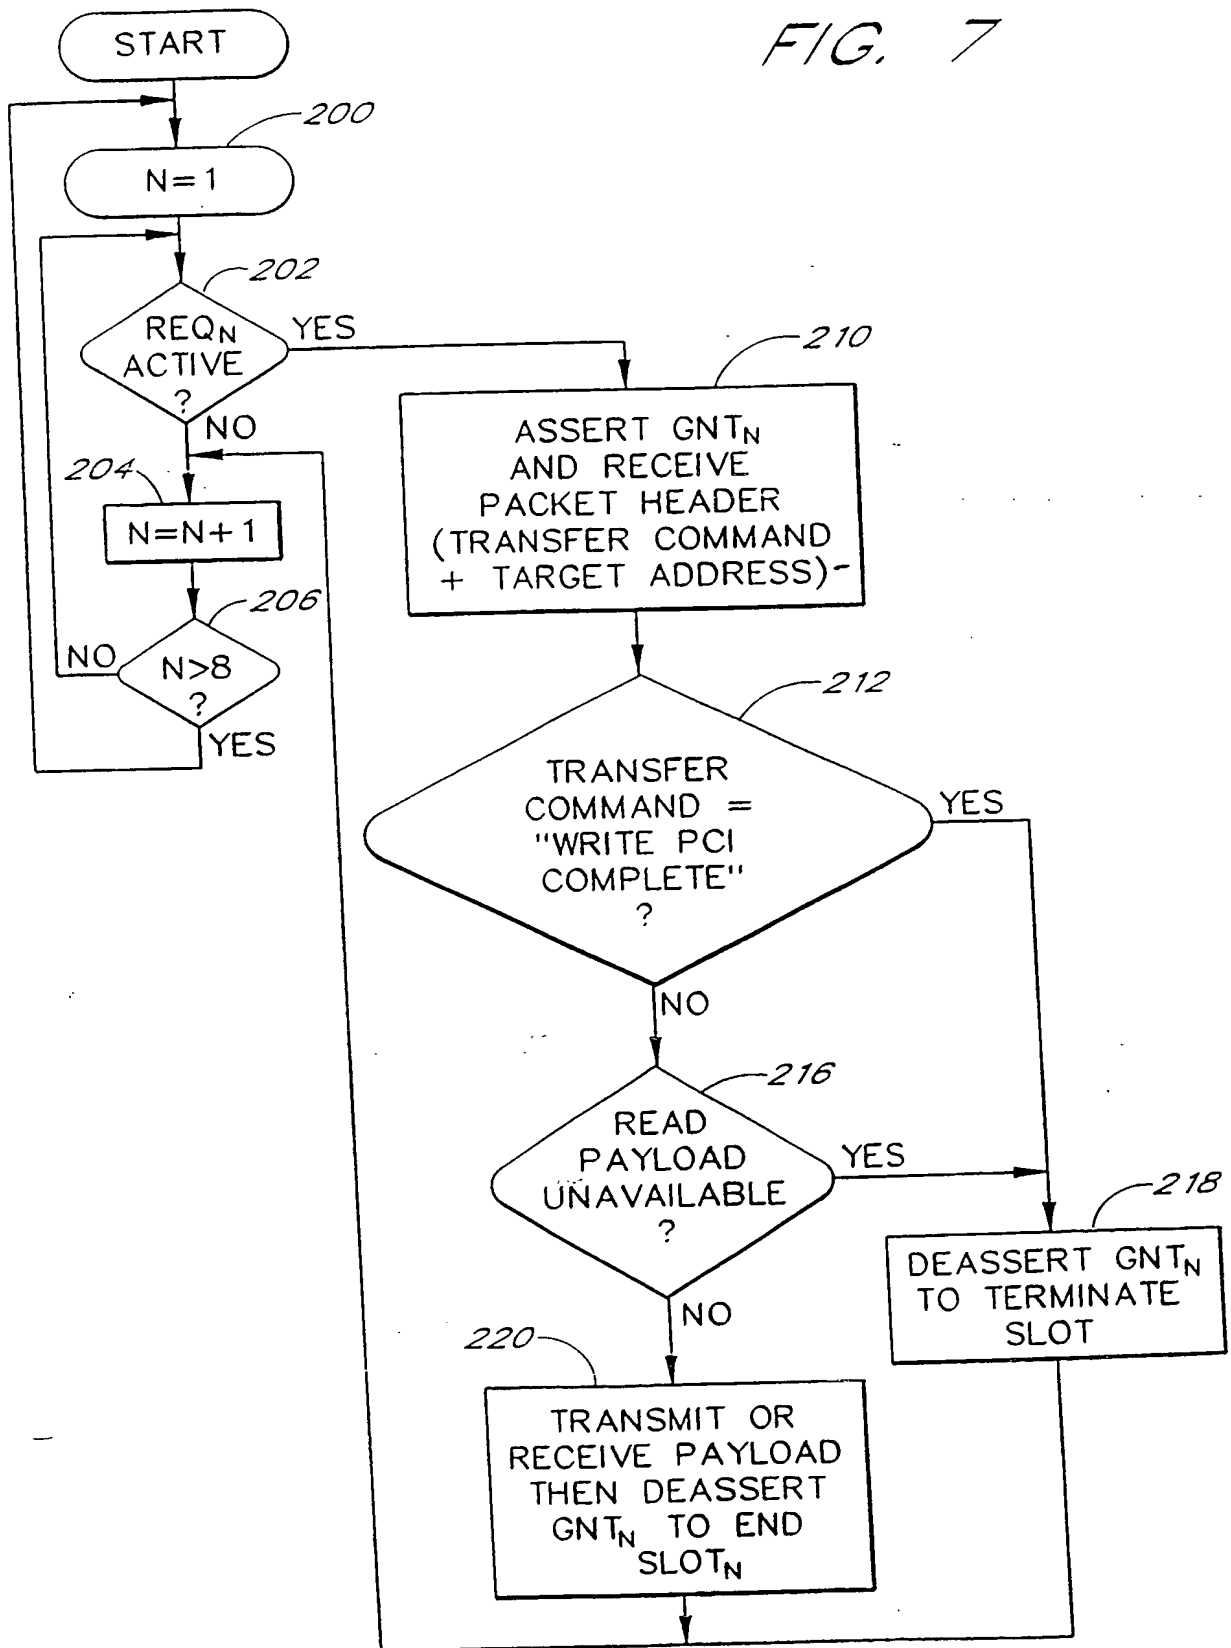 FIG. 7
START
200
N=1
202
REQN
ACTIVE
?
YES
NO
204
N=N+1
206
N>8
?
NO
YES
210
ASSERT GNTN
AND RECEIVE
PACKET HEADER
(TRANSFER COMMAND
+ TARGET ADDRESS)
212
TRANSFER
COMMAND =
"WRITE PCI
COMPLETE"
?
YES
NO
216
READ
PAYLOAD
UNAVAILABLE
?
YES
NO
218
DEASSERT GNTN
TO TERMINATE
SLOT
220
TRANSMIT OR
RECEIVE PAYLOAD
THEN DEASSERT
GNTN TO END
SLOTN